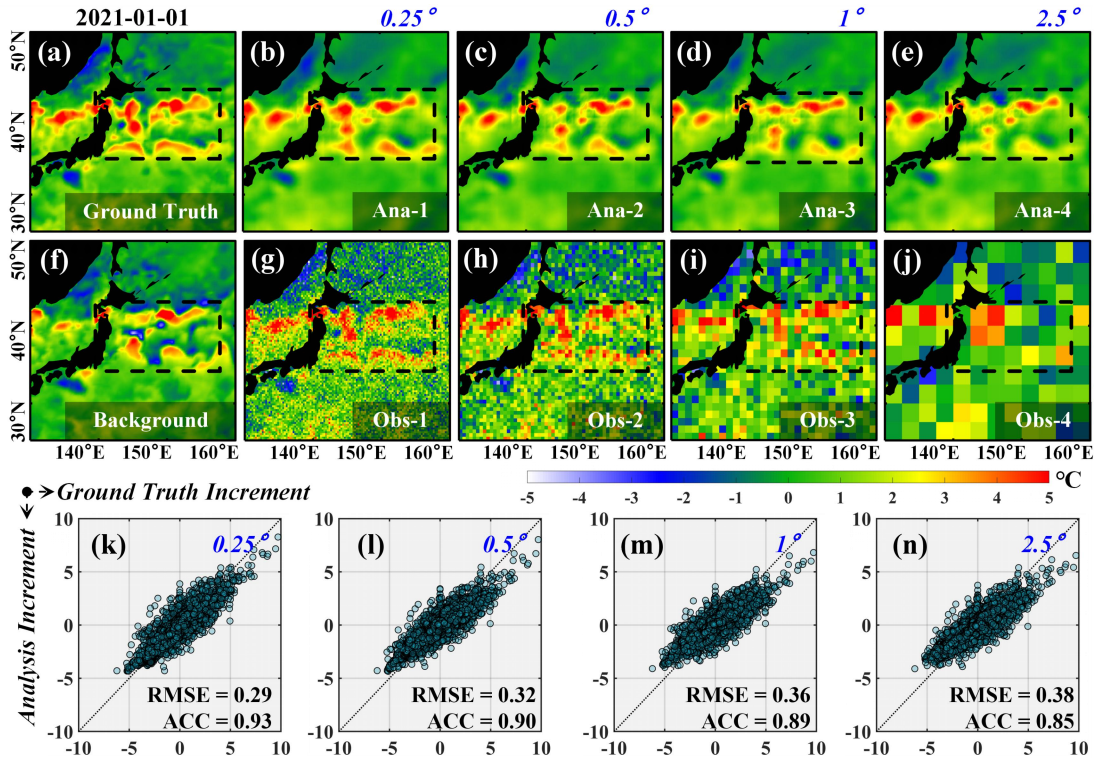 2021-01-01 0.25° 0.5° 1° 2.5°
(a) (b) (c) (d) (e)
50°N
40°N
30°N
Ground Truth Ana-1 Ana-2 Ana-3 Ana-4
(f) (g) (h) (i) (j)
50°N
40°N
30°N
Background Obs-1 Obs-2 Obs-3 Obs-4
140°E 150°E 160°E 140°E 150°E 160°E 140°E 150°E 160°E 140°E 150°E 160°E 140°E 150°E 160°E
°C
-5 -4 -3 -2 -1 0 1 2 3 4 5
Ground Truth Increment
Analysis Increment
10 10 10 10
(k) 0.25° (l) 0.5° (m) 1° (n) 2.5°
5 5 5 5
0 0 0 0
-5 -5 -5 -5
RMSE = 0.29 RMSE = 0.32 RMSE = 0.36 RMSE = 0.38
ACC = 0.93 ACC = 0.90 ACC = 0.89 ACC = 0.85
-10 -10 -10 -10
-10 -5 0 5 10 -10 -5 0 5 10 -10 -5 0 5 10 -10 -5 0 5 10